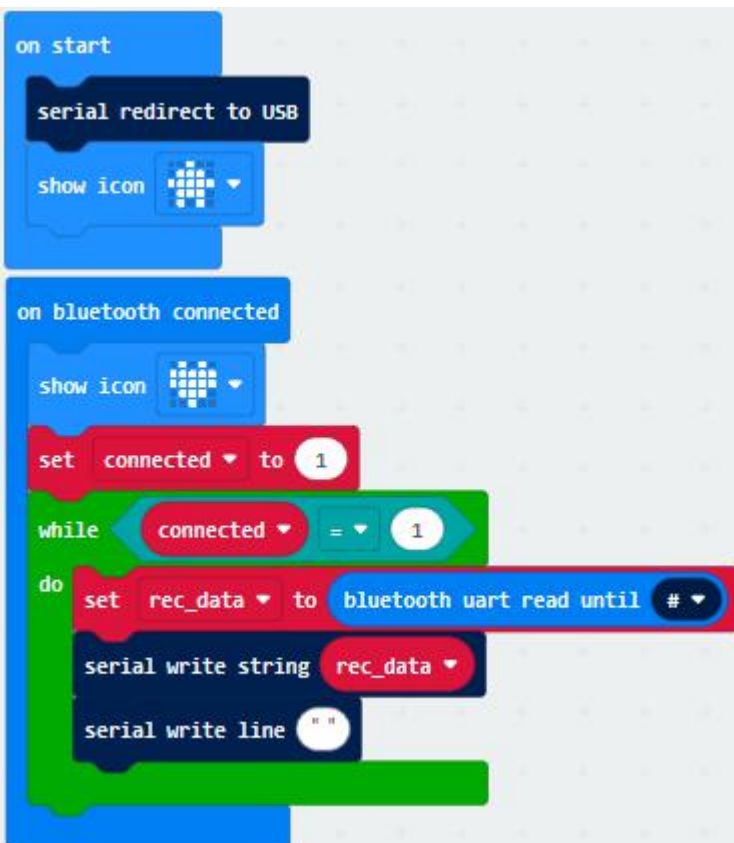 on start
serial redirect to USB
show icon
on bluetooth connected
show icon
set connected to 1
while connected = 1
do set rec_data to bluetooth uart read until #
serial write string rec_data
serial write line " "